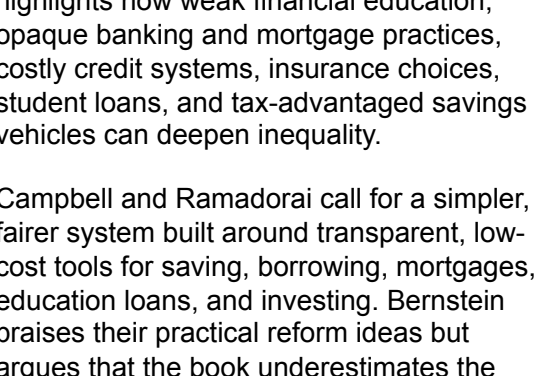 highlights how weak financial education,
opaque banking and mortgage practices,
costly credit systems, insurance choices,
student loans, and tax-advantaged savings
vehicles can deepen inequality.
Campbell and Ramadorai call for a simpler,
fairer system built around transparent, low-
cost tools for saving, borrowing, mortgages,
education loans, and investing. Bernstein
praises their practical reform ideas but
argues that the book underestimates the